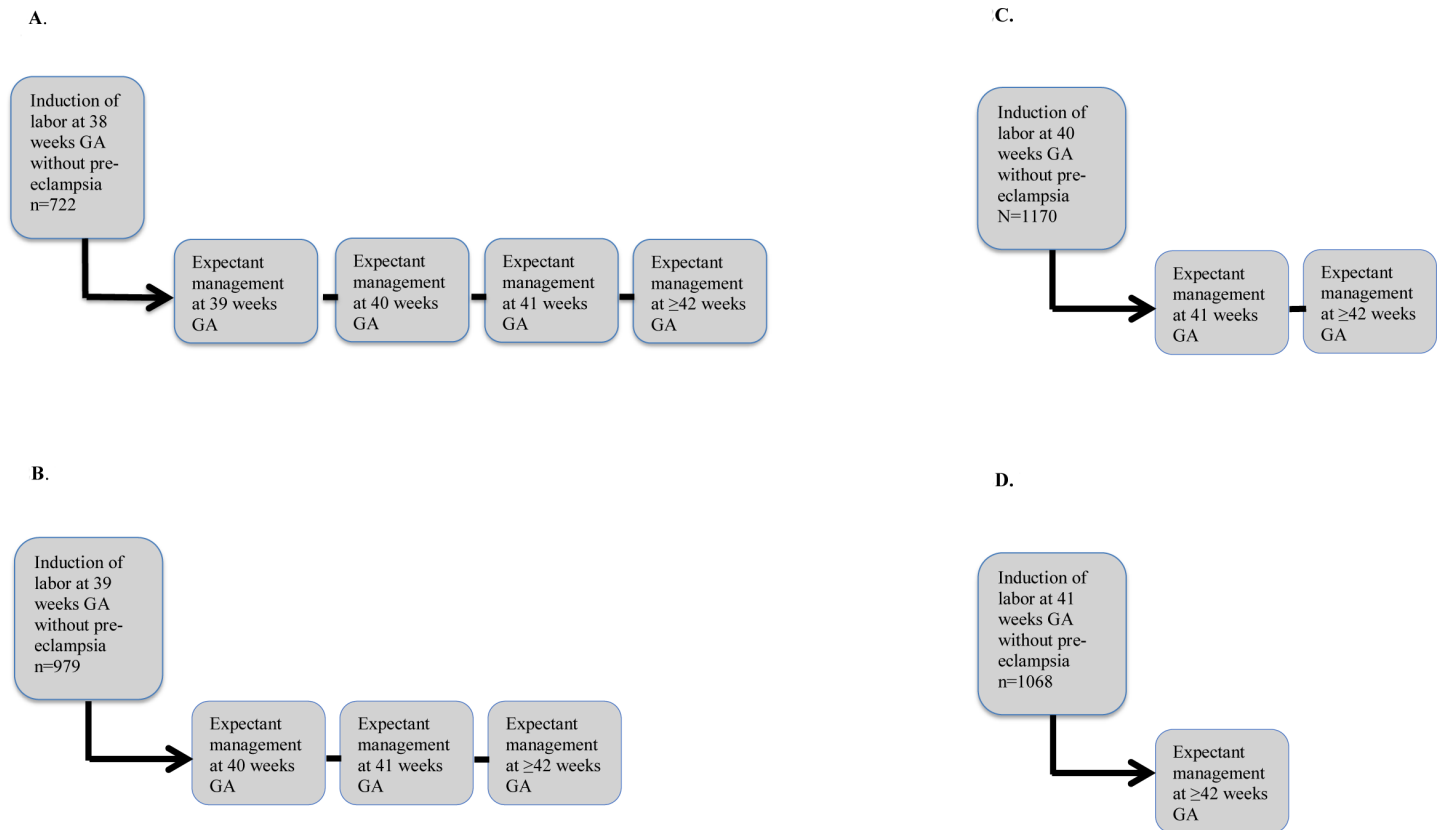 A.
Induction of
labor at 38
weeks GA
without pre-
eclampsia
n=722
Expectant
management
at 39 weeks
GA
Expectant
management
at 40 weeks
GA
Expectant
management
at 41 weeks
GA
Expectant
management
at ≥42 weeks
GA
B.
Induction of
labor at 39
weeks GA
without pre-
eclampsia
n=979
Expectant
management
at 40 weeks
GA
Expectant
management
at 41 weeks
GA
Expectant
management
at ≥42 weeks
GA
C.
Induction of
labor at 40
weeks GA
without pre-
eclampsia
N=1170
Expectant
management
at 41 weeks
GA
Expectant
management
at ≥42 weeks
GA
D.
Induction of
labor at 41
weeks GA
without pre-
eclampsia
n=1068
Expectant
management
at ≥42 weeks
GA